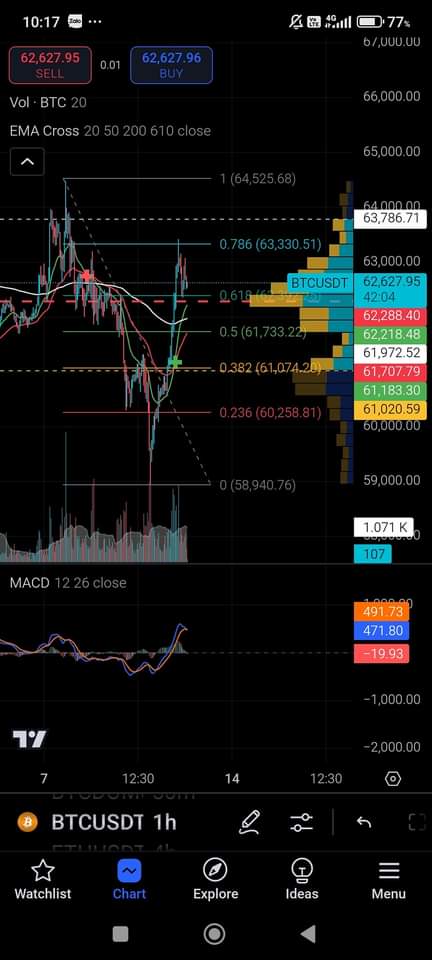 10:17 Zalo ... Vo LTE 4G 77%
67,000.00
62,627.95 0.01 62,627.96
SELL BUY
66,000.00
Vol · BTC 20
EMA Cross 20 50 200 610 close
65,000.00
1 (64,525.68)
64,000.00
63,786.71
0.786 (63,330.51)
63,000.00
BTCUSDT 62,627.95
42:04
0.618
62,288.40
0.5 (61,733.22)
62,218.48
61,972.52
0.382 (61,074.20)
61,707.79
61,183.30
61,020.59
0.236 (60,258.81)
60,000.00
0 (58,940.76)
59,000.00
1.071 K
107
MACD 12 26 close
491.73
471.80
−19.93
−1,000.00
−2,000.00
7 12:30 14 12:30
BTCUSDT 1h
Watchlist Chart Explore Ideas Menu